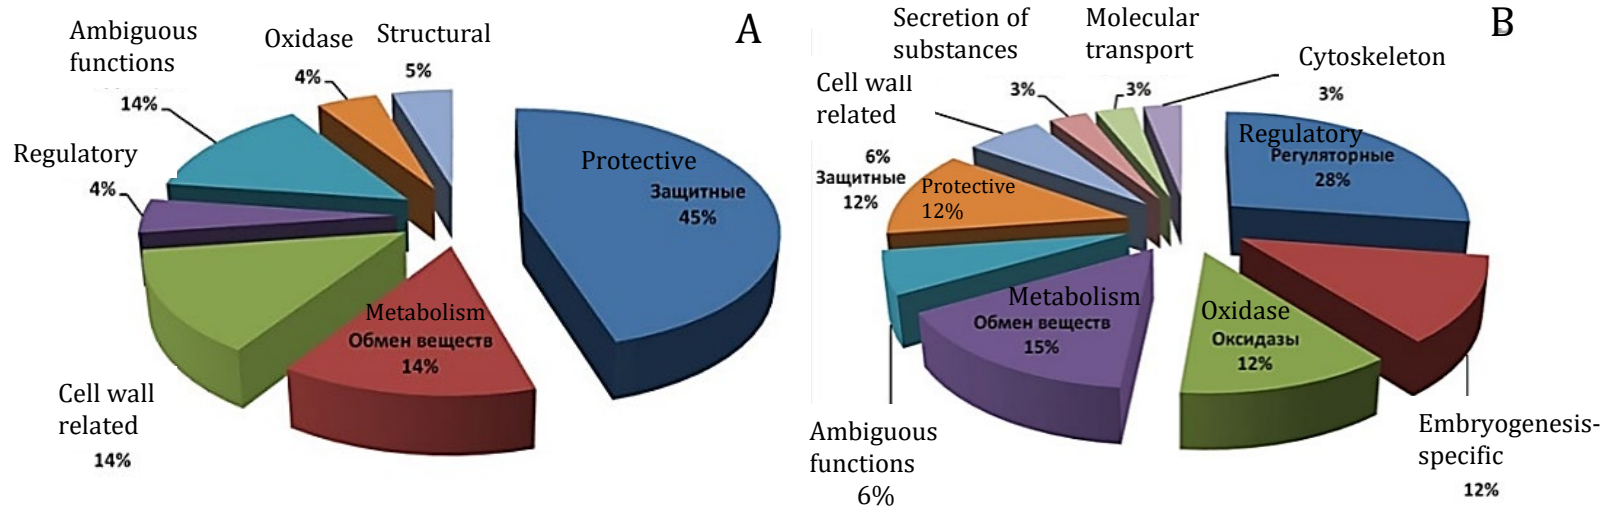 Ambiguous
functions
14%
Oxidase
4%
Structural
5%
A
Regulatory
4%
Protective
Защитные
45%
Metabolism
Обмен веществ
14%
Cell wall
related
14%
Secretion of
substances
3%
Molecular
transport
3%
B
Cytoskeleton
3%
Cell wall
related
6%
Защитные
12%
Protective
12%
Regulatory
Регуляторные
28%
Metabolism
Обмен веществ
15%
Oxidase
Оксидазы
12%
Ambiguous
functions
6%
Embryogenesis-
specific
12%